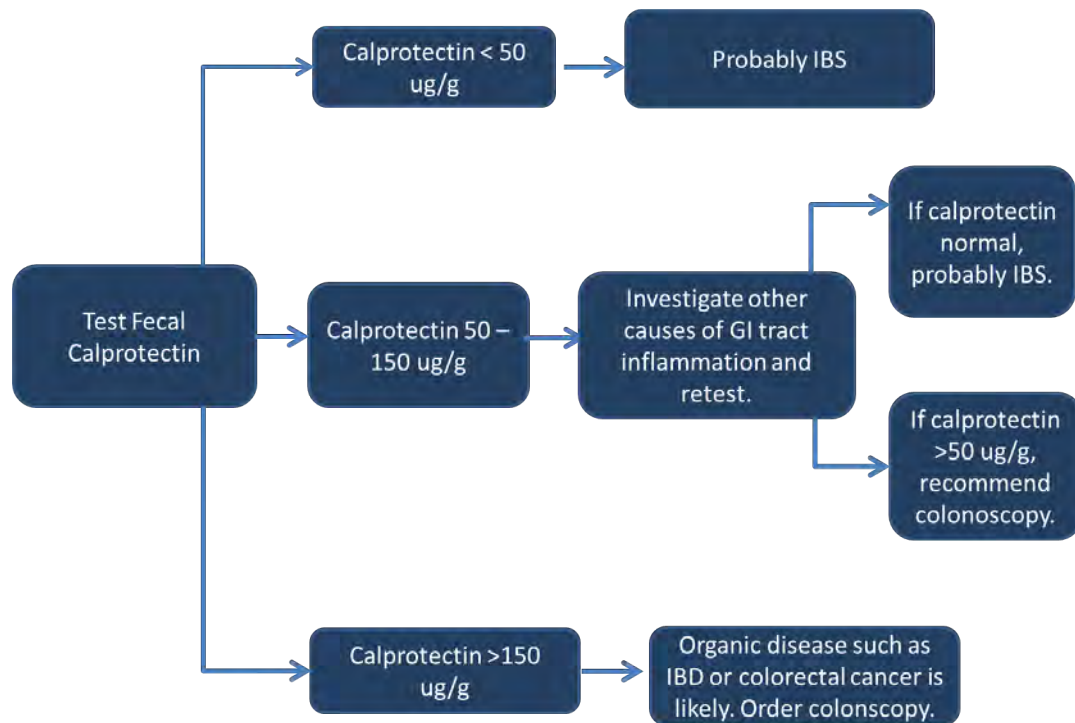 Calprotectin < 50
ug/g
Probably IBS
If calprotectin
normal,
probably IBS.
Test Fecal
Calprotectin
Calprotectin 50 –
150 ug/g
Investigate other
causes of GI tract
inflammation and
retest.
If calprotectin
>50 ug/g,
recommend
colonoscopy.
Calprotectin >150
ug/g
Organic disease such as
IBD or colorectal cancer is
likely. Order colonscopy.